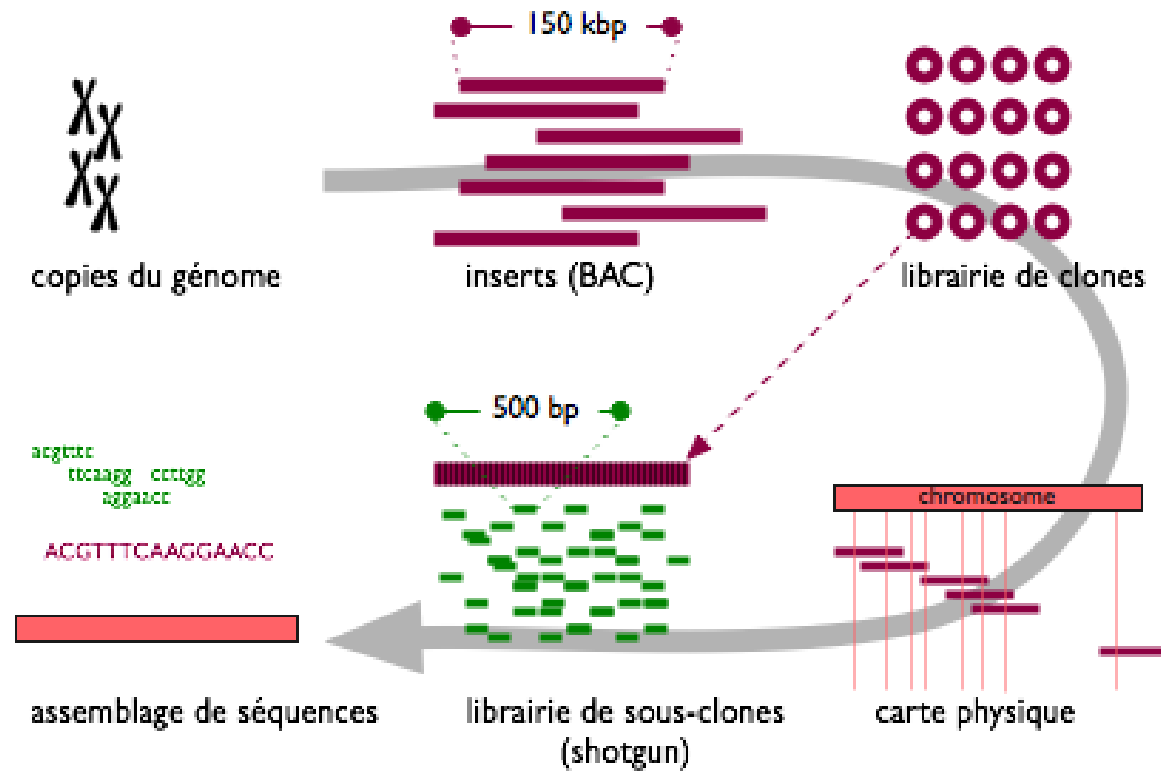 150 kbp
copies du génome
inserts (BAC)
librairie de clones
500 bp
acgtttc
ttcaagg ccttgg
aggaacc
ACGTTTCAAGGAACC
chromosome
assemblage de séquences
librairie de sous-clones
(shotgun)
carte physique